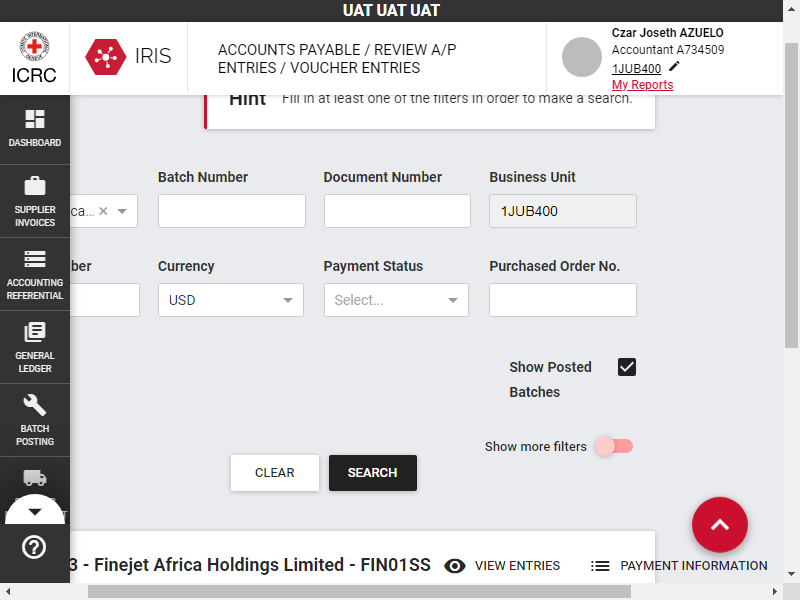 UAT UAT UAT
ICRC
IRIS
ACCOUNTS PAYABLE / REVIEW A/P
ENTRIES / VOUCHER ENTRIES
Czar Joseth AZUELO
Accountant A734509
1JUB400
My Reports
DASHBOARD
SUPPLIER
INVOICES
ACCOUNTING
REFERENTIAL
GENERAL
LEDGER
BATCH
POSTING
Hint Fill in at least one of the filters in order to make a search.
Batch Number Document Number Business Unit
ca... 1JUB400
ber Currency Payment Status Purchased Order No.
USD Select...
Show Posted
Batches
Show more filters
CLEAR SEARCH
3 - Finejet Africa Holdings Limited - FIN01SS VIEW ENTRIES PAYMENT INFORMATION